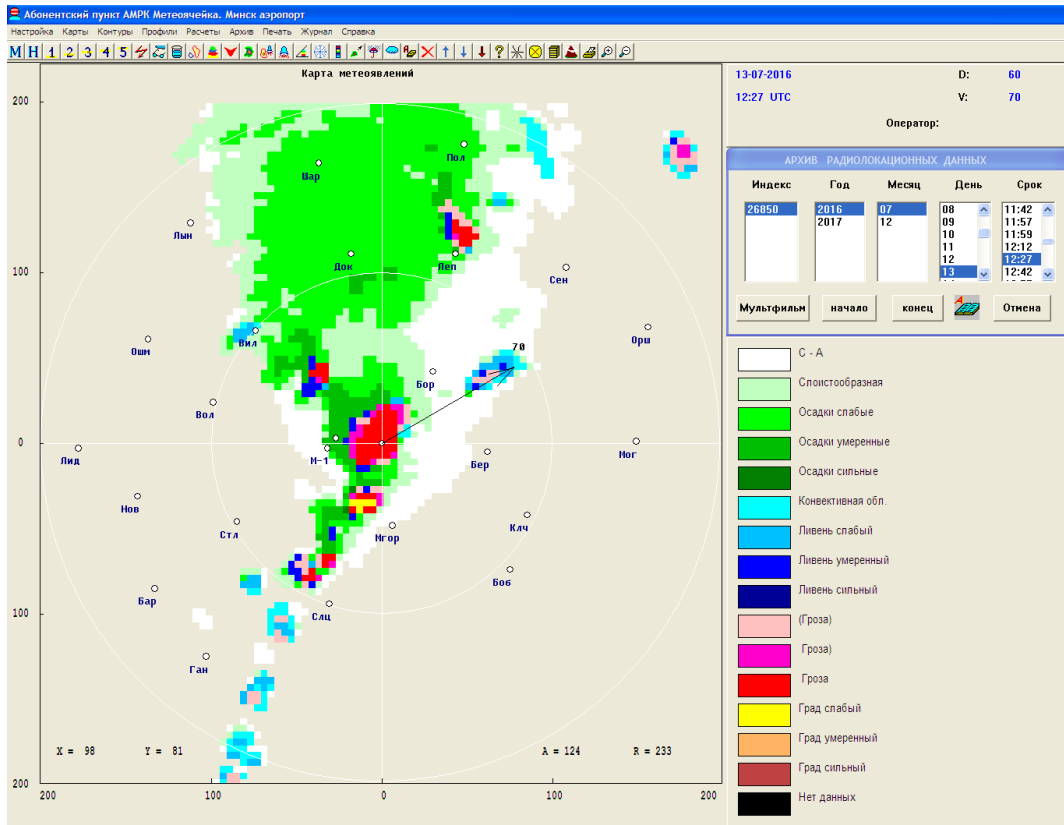 Абонентский пункт АМРК Метеоячейка. Минск аэропорт
Настройка Карты Контуры Профили Расчеты Архив Печать Журнал Справка
М Н 1 2 3 4 5
Карта метеоявлений
13-07-2016 D: 60
12:27 UTC V: 70
Оператор:
АРХИВ РАДИОЛОКАЦИОННЫХ ДАННЫХ
Индекс Год Месяц День Срок
26850 2016 07 08 11:42
2017 12 09 11:57
10 11:59
11 12:12
12 12:27
13 12:42
Мультфильм начало конец Отмена
200
Пол
Шар
Лын
Док Леп Сен
100
Вил Ошм Орш
70
Бор
Вол
0
Лид М-1 Бер Мог
Нов
Стл Мгор Клч
Бар Слц Боб
100
Ган
X = 98 Y = 81 A = 124 R = 233
200
200 100 0 100 200
С - А
Слоистообразная
Осадки слабые
Осадки умеренные
Осадки сильные
Конвективная обл.
Ливень слабый
Ливень умеренный
Ливень сильный
(Гроза)
Гроза)
Гроза
Град слабый
Град умеренный
Град сильный
Нет данных